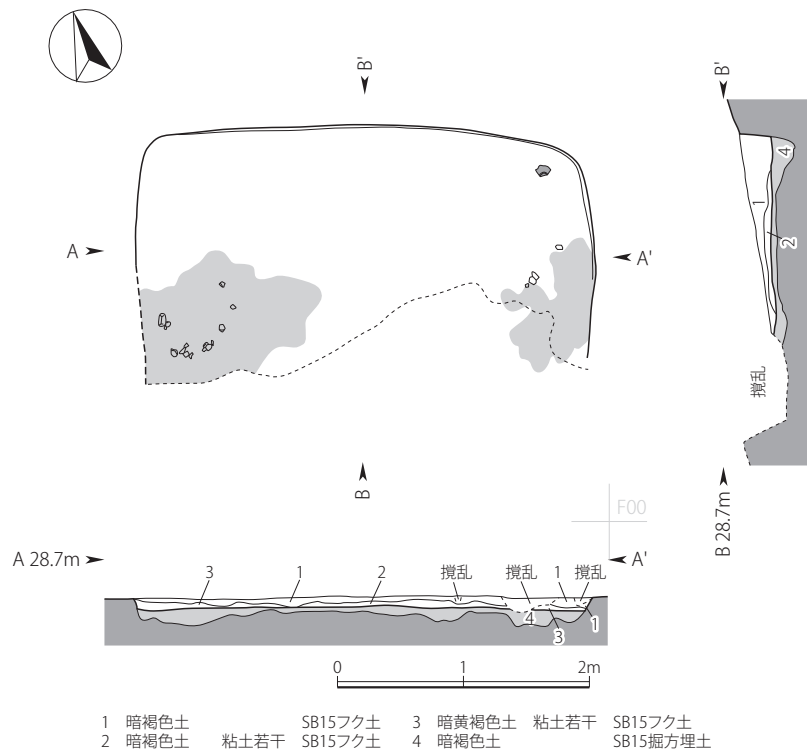 B'
B'
4
1
2
A
A'
撹乱
B
B 28.7m
F00
A 28.7m
A'
3 1 2 撹乱 撹乱 1 撹乱
4 3 1
0 1 2m
1 暗褐色土 SB15フク土 3 暗黄褐色土 粘土若干 SB15フク土
2 暗褐色土 粘土若干 SB15フク土 4 暗褐色土 SB15掘方埋土